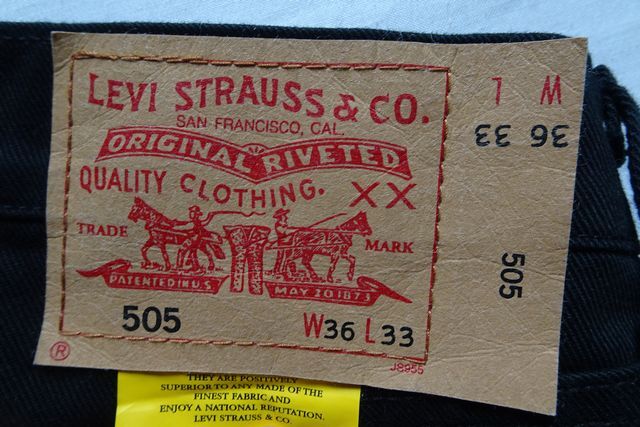 LEVI STRAUSS & CO.
SAN FRANCISCO, CAL.
ORIGINAL RIVETED
QUALITY CLOTHING. XX
TRADE MARK
PATENTED IN U.S. MAY 20 1873
505 W36 L33
®
J8955
W L
36 33
505
THEY ARE POSITIVELY
SUPERIOR TO ANY MADE OF THE
FINEST FABRIC AND
ENJOY A NATIONAL REPUTATION.
LEVI STRAUSS & CO.